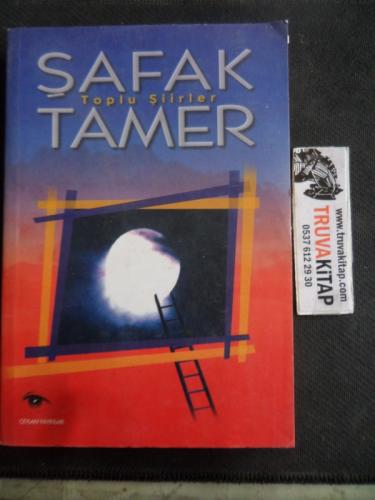 ŞAFAK
Toplu Şiirler
TAMER
www.truvakitap.com
TRUVAKİTAP
0537 612 29 30